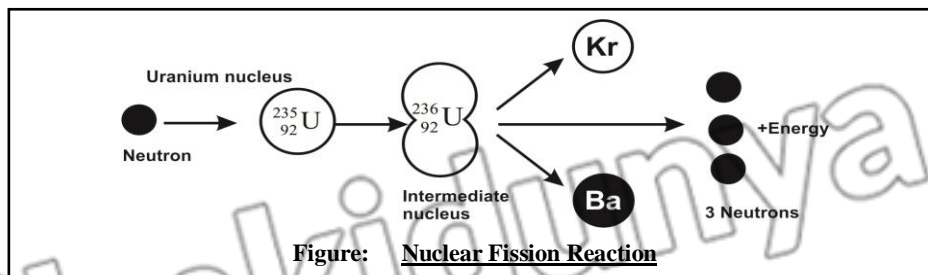 Kr
Uranium nucleus
²³⁵₉₂U
²³⁶₉₂U
+Energy
Neutron
Intermediate
nucleus
Ba
3 Neutrons
Figure: Nuclear Fission Reaction